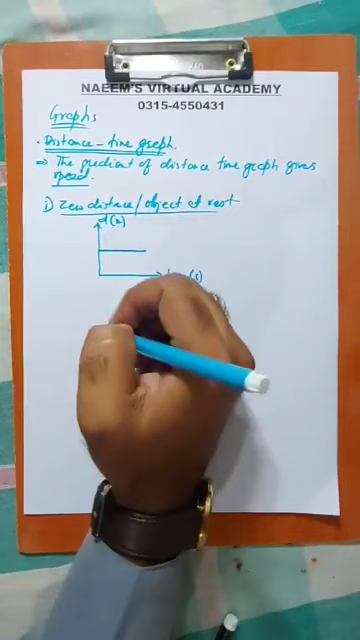 NAEEM'S VIRTUAL ACADEMY
0315-4550431
Graphs
. Distance - time graph.
⇒ The gradient of distance time graph gives
speed
i) Zero distance / object at rest
(s)